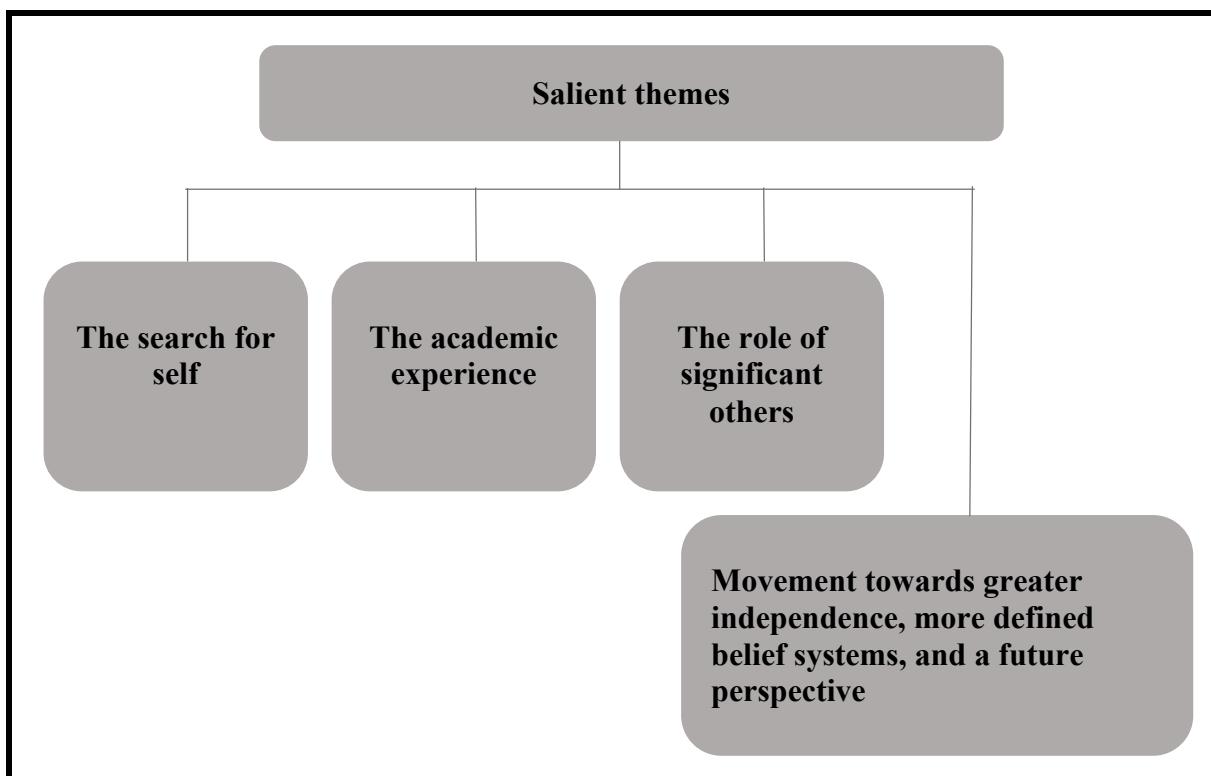 Salient themes
The search for
self
The academic
experience
The role of
significant
others
Movement towards greater
independence, more defined
belief systems, and a future
perspective